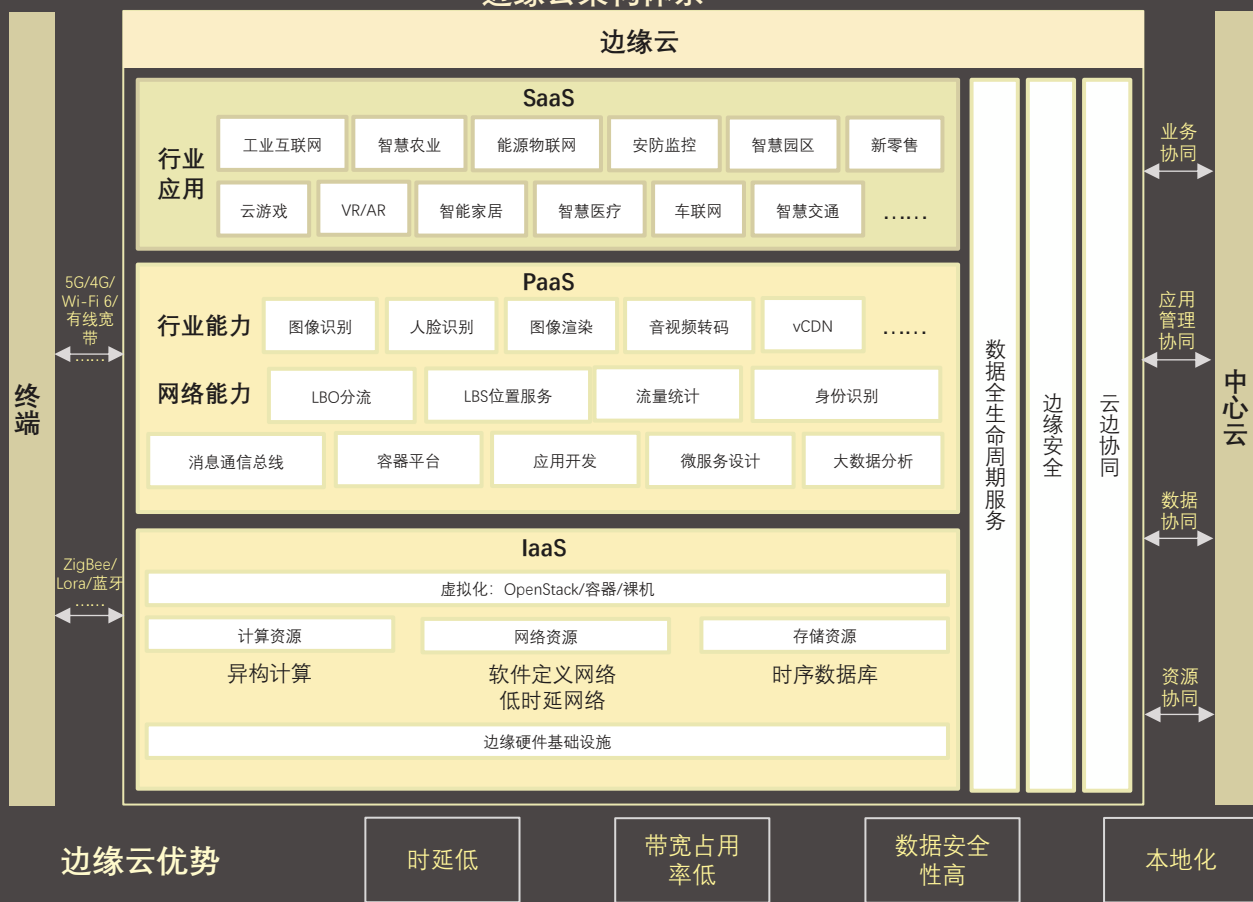 边缘云架构体系
边缘云
SaaS
行业
应用
工业互联网
智慧农业
能源物联网
安防监控
智慧园区
新零售
云游戏
VR/AR
智能家居
智慧医疗
车联网
智慧交通
……
PaaS
行业能力
图像识别
人脸识别
图像渲染
音视频转码
vCDN
……
网络能力
LBO分流
LBS位置服务
流量统计
身份识别
消息通信总线
容器平台
应用开发
微服务设计
大数据分析
IaaS
虚拟化：OpenStack/容器/裸机
计算资源
网络资源
存储资源
异构计算
软件定义网络
低时延网络
时序数据库
边缘硬件基础设施
数据全生命周期服务
边缘安全
云边协同
终端
5G/4G/
Wi-Fi 6/
有线宽
带
……
ZigBee/
Lora/蓝牙
……
业务
协同
应用
管理
协同
数据
协同
资源
协同
中心云
边缘云优势
时延低
带宽占用
率低
数据安全
性高
本地化